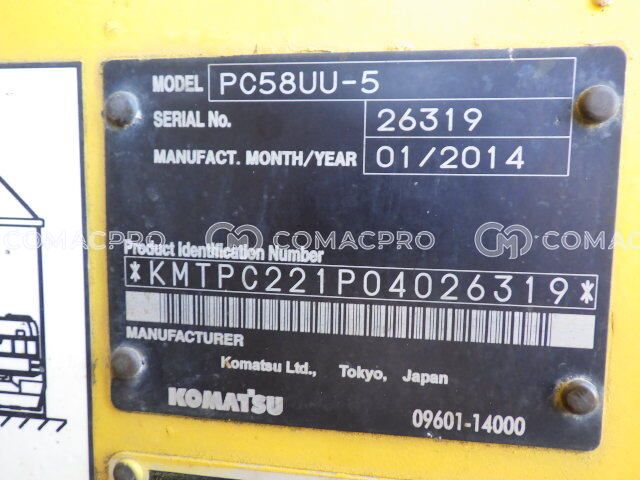 MODEL PC58UU-5
SERIAL No. 26319
MANUFACT. MONTH/YEAR 01/2014
COMACPRO COMACPRO COMACPRO
Product Identification Number
*KMTPC221P04026319*
MANUFACTURER
Komatsu Ltd., Tokyo, Japan
KOMATSU 09601-14000